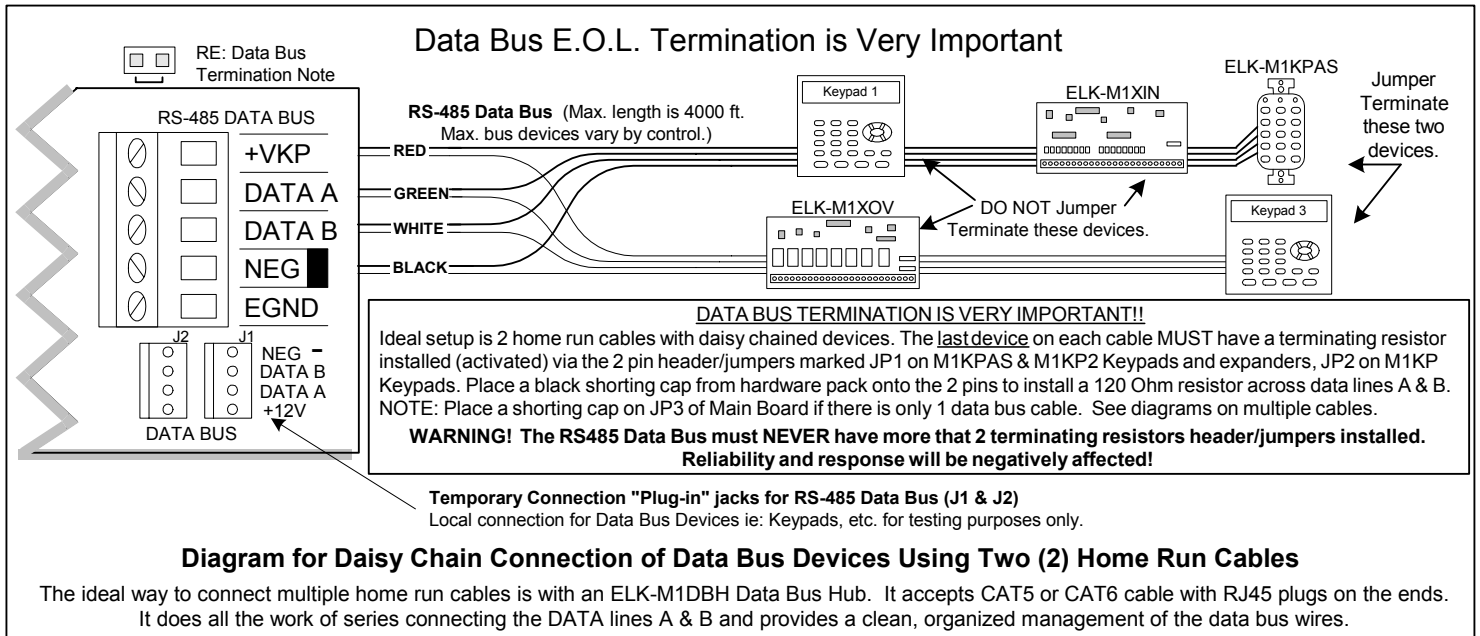 Data Bus E.O.L. Termination is Very Important
RE: Data Bus
Termination Note
RS-485 DATA BUS
+VKP
DATA A
DATA B
NEG
EGND
J2
J1
NEG -
DATA B
DATA A
+12V
DATA BUS
RS-485 Data Bus (Max. length is 4000 ft.
Max. bus devices vary by control.)
RED
GREEN
WHITE
BLACK
Keypad 1
ELK-M1XIN
ELK-M1KPAS
Jumper
Terminate
these two
devices.
ELK-M1XOV
DO NOT Jumper
Terminate these devices.
Keypad 3
DATA BUS TERMINATION IS VERY IMPORTANT!!
Ideal setup is 2 home run cables with daisy chained devices. The last device on each cable MUST have a terminating resistor
installed (activated) via the 2 pin header/jumpers marked JP1 on M1KPAS & M1KP2 Keypads and expanders, JP2 on M1KP
Keypads. Place a black shorting cap from hardware pack onto the 2 pins to install a 120 Ohm resistor across data lines A & B.
NOTE: Place a shorting cap on JP3 of Main Board if there is only 1 data bus cable. See diagrams on multiple cables.
WARNING! The RS485 Data Bus must NEVER have more that 2 terminating resistors header/jumpers installed.
Reliability and response will be negatively affected!
Temporary Connection "Plug-in" jacks for RS-485 Data Bus (J1 & J2)
Local connection for Data Bus Devices ie: Keypads, etc. for testing purposes only.
Diagram for Daisy Chain Connection of Data Bus Devices Using Two (2) Home Run Cables
The ideal way to connect multiple home run cables is with an ELK-M1DBH Data Bus Hub. It accepts CAT5 or CAT6 cable with RJ45 plugs on the ends.
It does all the work of series connecting the DATA lines A & B and provides a clean, organized management of the data bus wires.